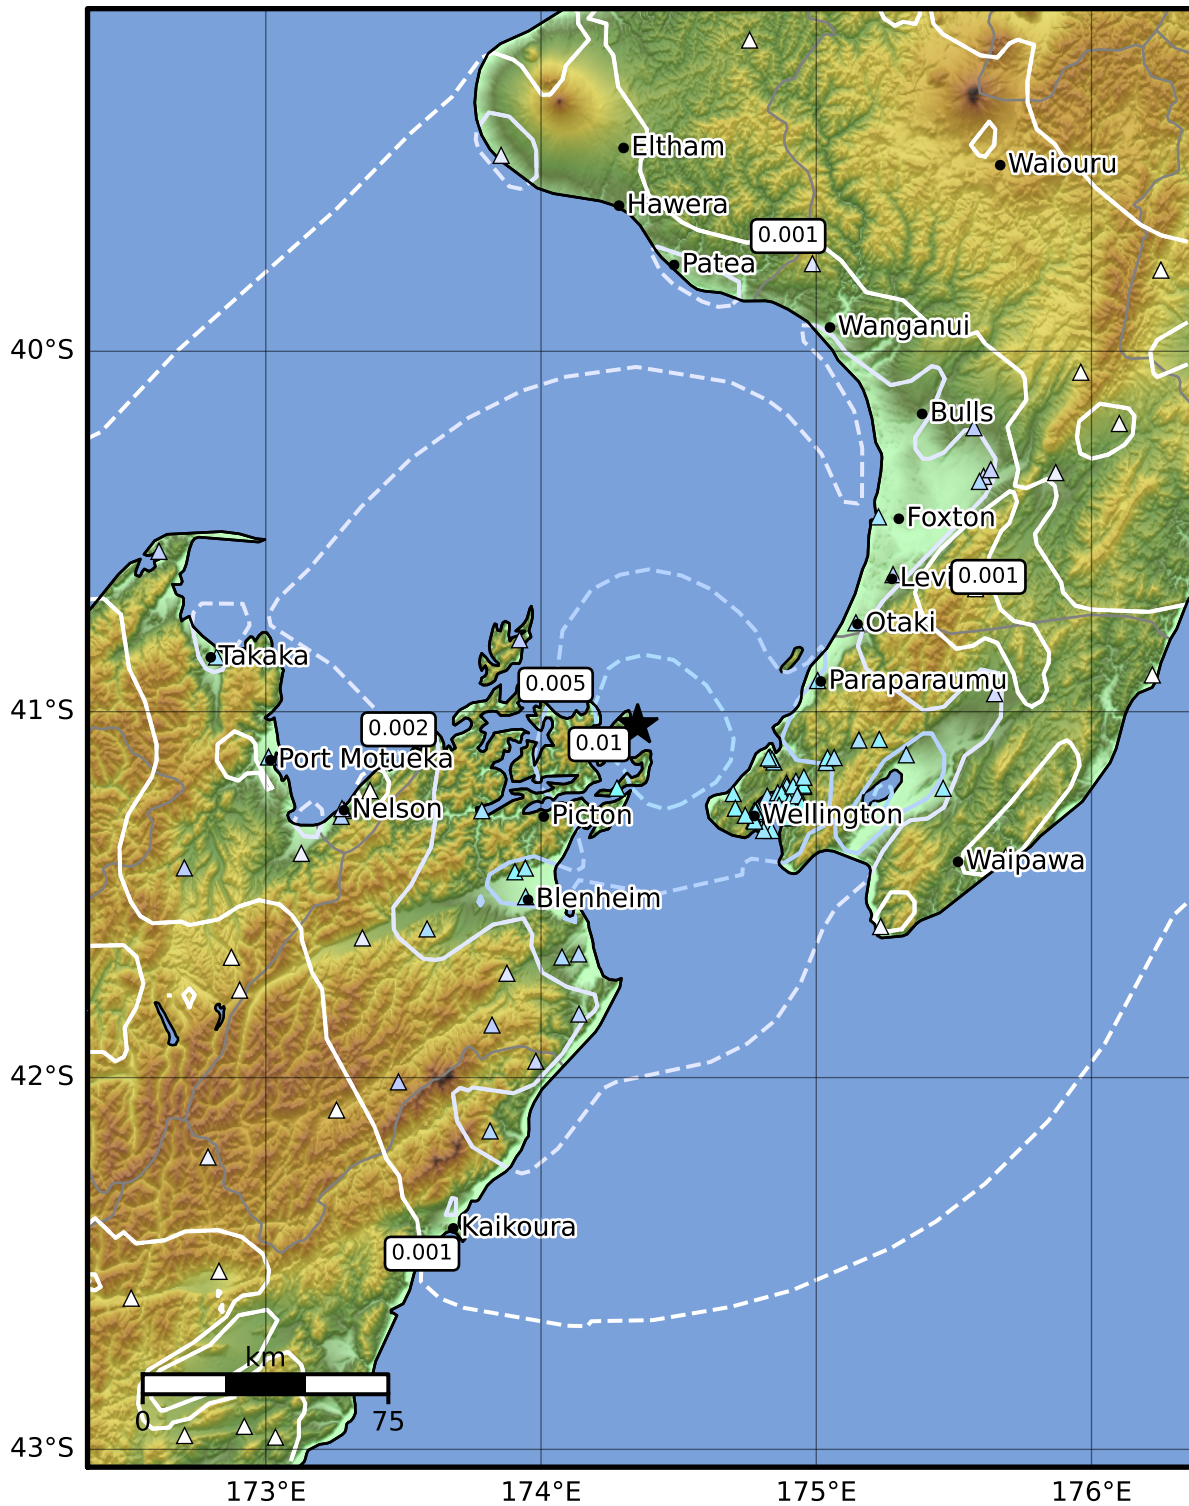 Eltham
Waiouru
Hawera
0.001
Patea
Wanganui
40°S
Bulls
Foxton
Levi
0.001
Otaki
Takaka
Paraparaumu
0.005
41°S
0.002
0.01
Port Motueka
Nelson
Picton
Wellington
Waipawa
Blenheim
42°S
Kaikoura
0.001
km
0 75
43°S
173°E 174°E 175°E 176°E